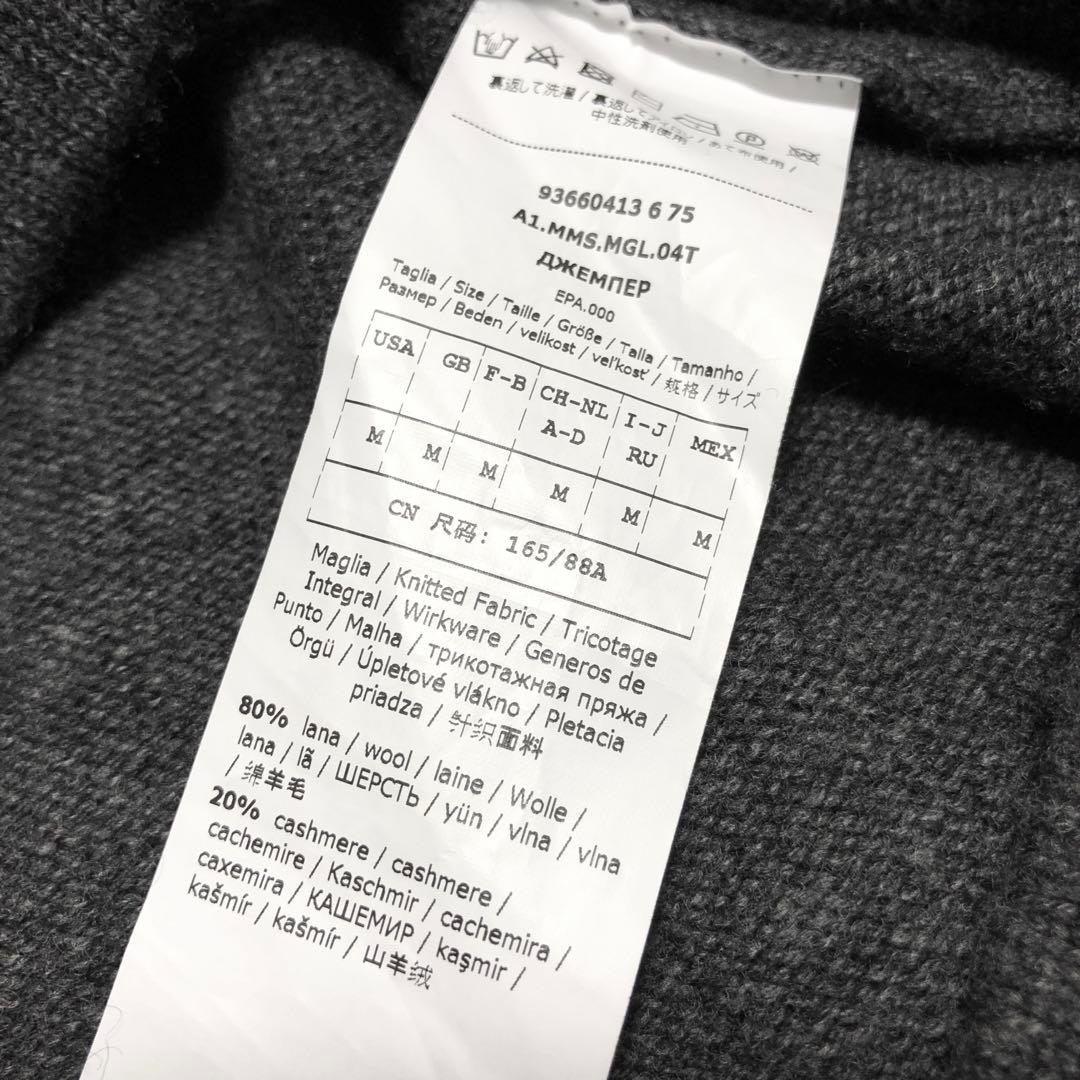 裏返して洗濯 / 裏返してアイロン / あて布使用 /
中性洗剤使用
93660413 6 75
A1.MMS.MGL.04T
ДЖЕМПЕР
EPA.000
Taglia / Size / Taille / Größe / Talla / Tamanho /
Размер / Beden / velikost / veľkosť / 规格 / サイズ
USA GB F-B CH-NL A-D I-J RU MEX
M M M M M M
CN 尺码: 165/88A
Maglia / Knitted Fabric / Tricotage
Integral / Wirkware / Generos de
Punto / Malha / трикотажная пряжа /
Örgü / Úpletové vlákno / Pletacia
priadza / 针织面料
80% lana / wool / laine / Wolle /
lana / lã / ШЕРСТЬ / yün / vlna / vlna
/ 绵羊毛
20% cashmere / cashmere /
cachemire / Kaschmir / cachemira /
caxemira / КАШЕМИР / kaşmir /
kašmír / kašmír / 山羊绒